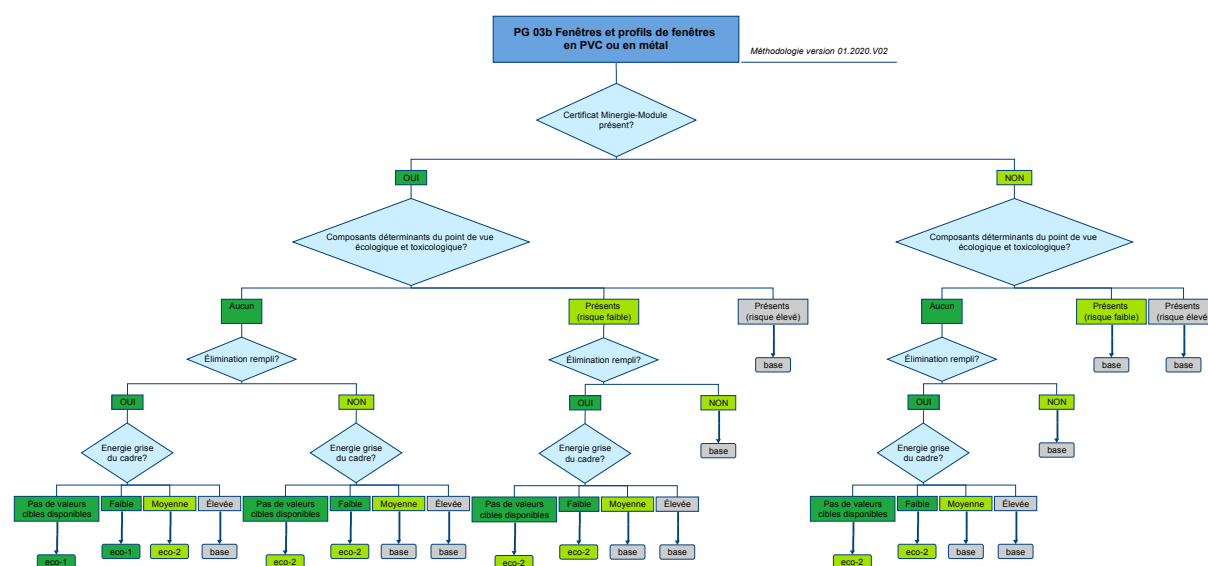 PG 03b Fenêtres et profils de fenêtres
en PVC ou en métal
Méthodologie version 01.2020.V02
Certificat Minergie-Module
présent?
OUI
NON
Composants déterminants du point de vue
écologique et toxicologique?
Composants déterminants du point de vue
écologique et toxicologique?
Aucun
Présents
(risque faible)
Présents
(risque élevé)
Aucun
Présents
(risque faible)
Présents
(risque élevé
Élimination rempli?
Élimination rempli?
base
Élimination rempli?
base
base
OUI
NON
OUI
NON
OUI
NON
Energie grise
du cadre?
Energie grise
du cadre?
Energie grise
du cadre?
base
Energie grise
du cadre?
base
Pas de valeurs
cibles disponibles
Faible
Moyenne
Élevée
Pas de valeurs
cibles disponibles
Faible
Moyenne
Élevée
Pas de valeurs
cibles disponibles
Faible
Moyenne
Élevée
Pas de valeurs
cibles disponibles
Faible
Moyenne
Élevée
eco-1
eco-1
eco-2
base
eco-2
eco-2
base
base
eco-2
eco-2
base
base
eco-2
eco-2
base
base